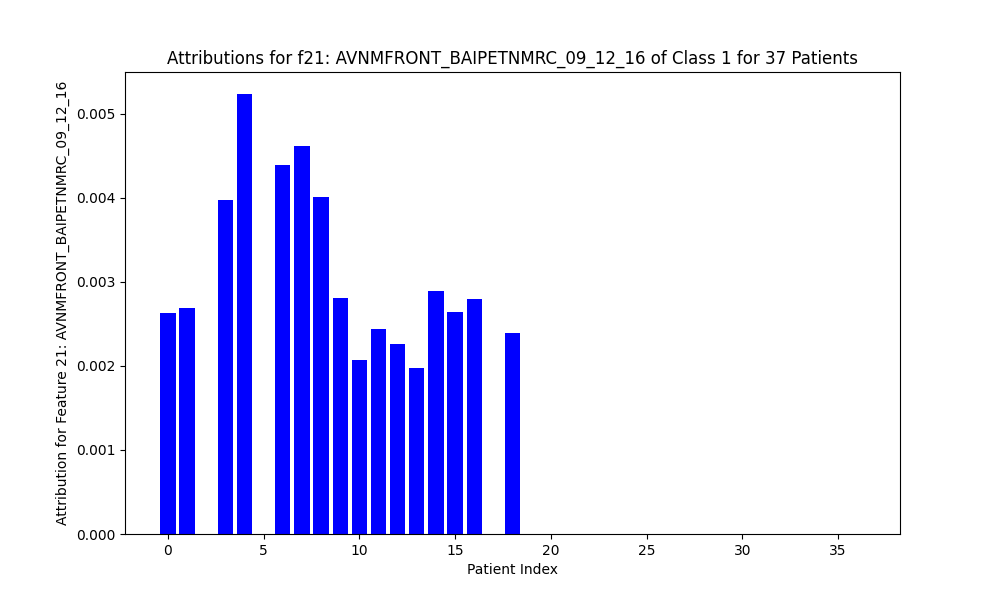 Attributions for f21: AVNMFRONT_BAIPETNMRC_09_12_16 of Class 1 for 37 Patients
Attribution for Feature 21: AVNMFRONT_BAIPETNMRC_09_12_16
0.005
0.004
0.003
0.002
0.001
0.000
0 5 10 15 20 25 30 35
Patient Index